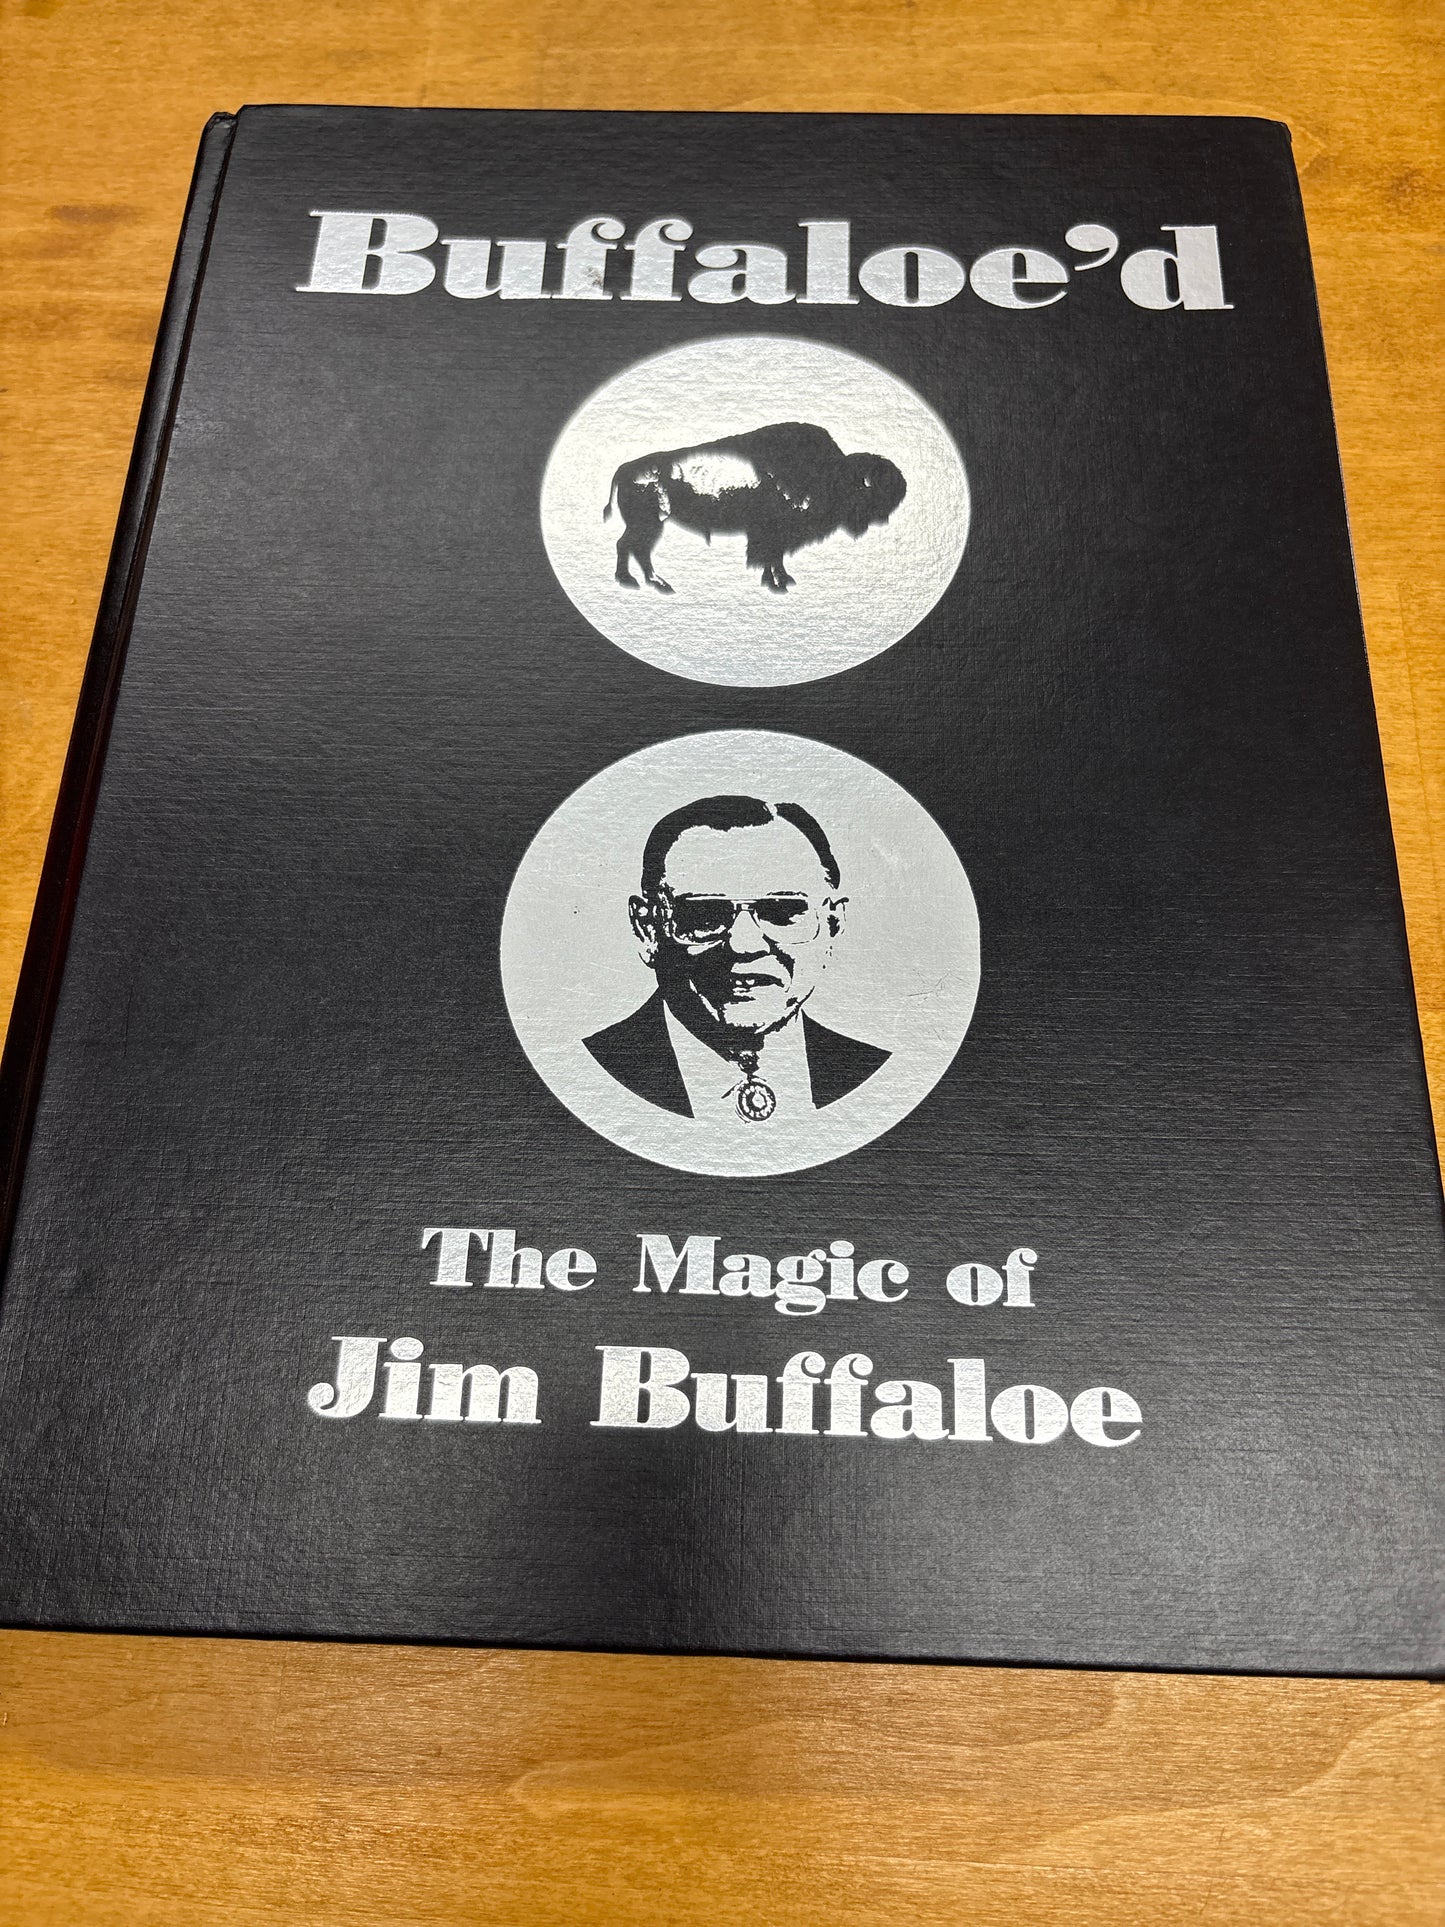 Buffaloe'd
The Magic of
Jim Buffaloe